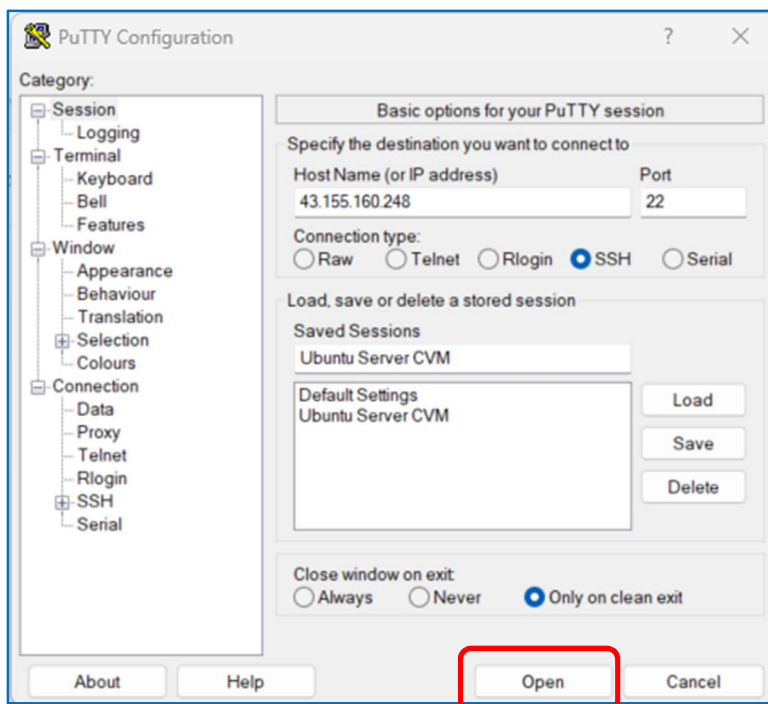 PuTTY Configuration
?
Category:
Session
Logging
Terminal
Keyboard
Bell
Features
Window
Appearance
Behaviour
Translation
Selection
Colours
Connection
Data
Proxy
Telnet
Rlogin
SSH
Serial
Basic options for your PuTTY session
Specify the destination you want to connect to
Host Name (or IP address) Port
43.155.160.248 22
Connection type:
Raw Telnet Rlogin SSH Serial
Load, save or delete a stored session
Saved Sessions
Ubuntu Server CVM
Default Settings
Ubuntu Server CVM
Load
Save
Delete
Close window on exit:
Always Never Only on clean exit
About Help Open Cancel